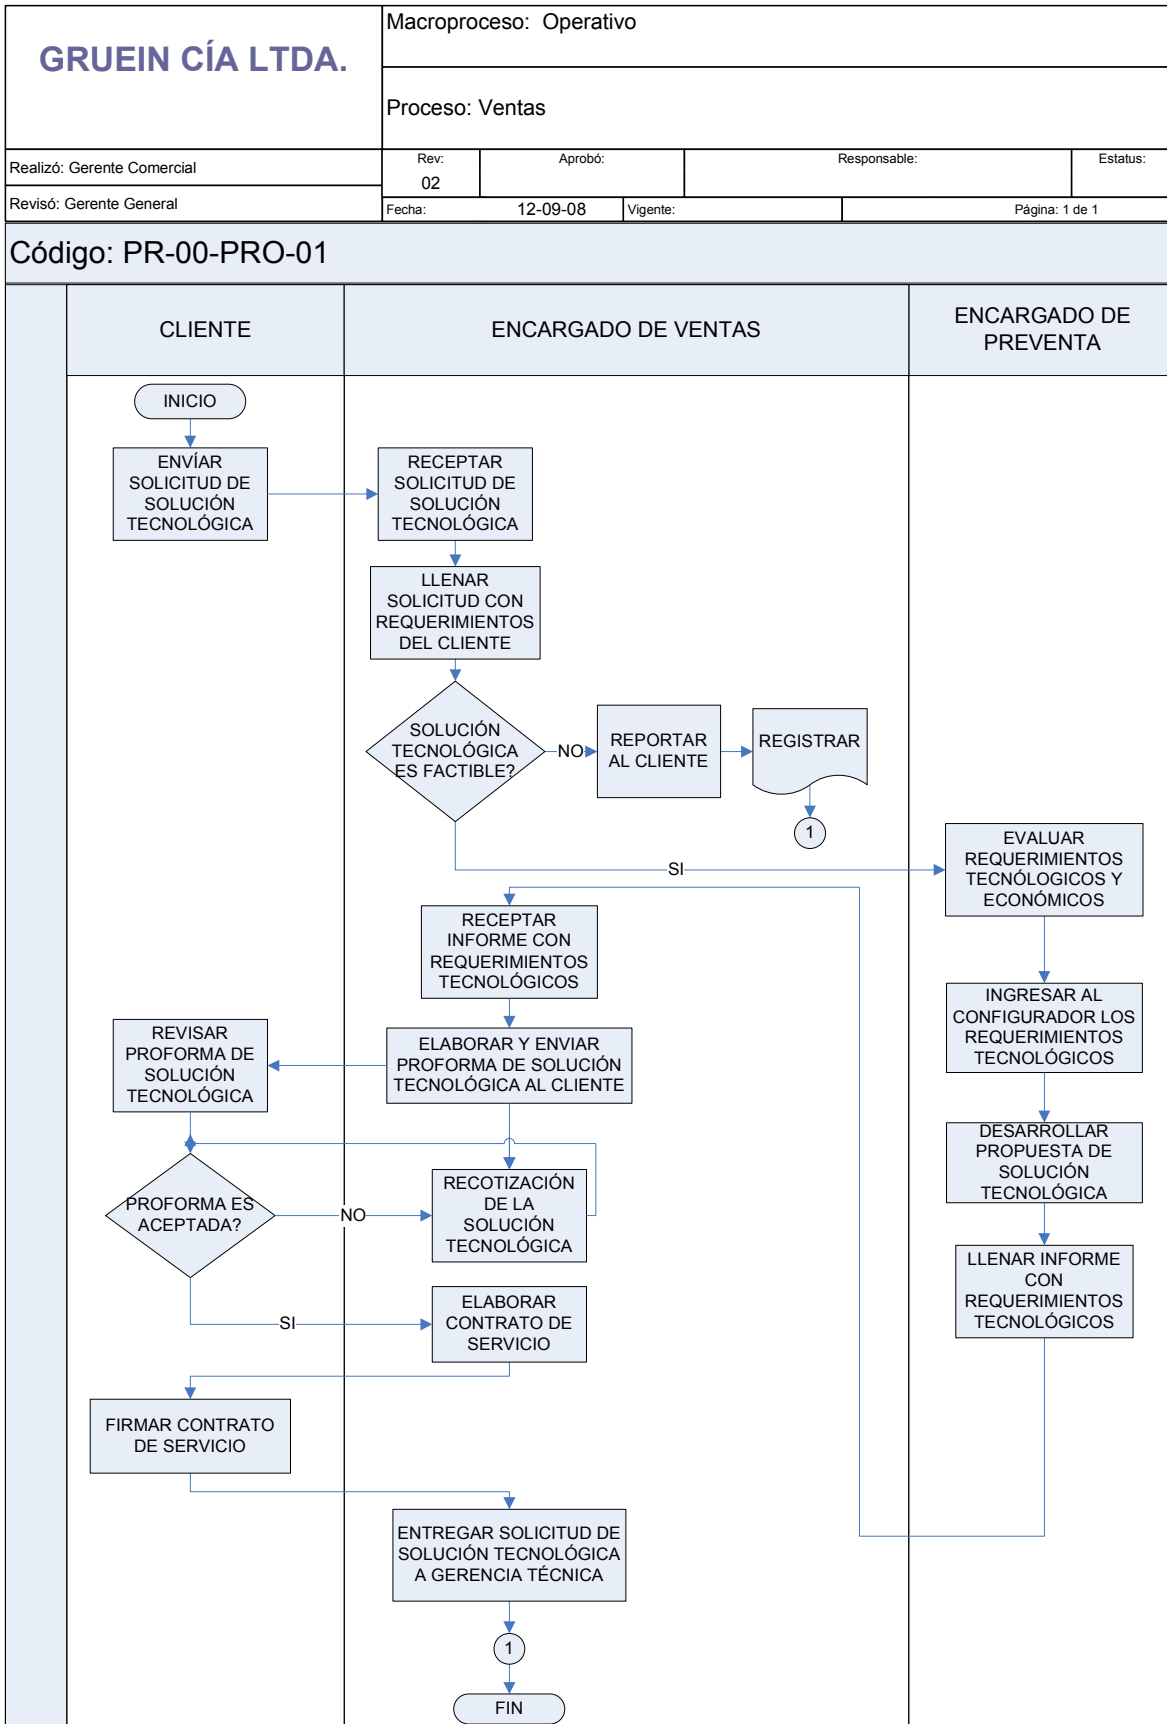 GRUEIN CÍA LTDA.
Macroproceso: Operativo
Proceso: Ventas
Realizó: Gerente Comercial
Revisó: Gerente General
Rev:
02
Aprobó:
Responsable:
Estatus:
Fecha:
12-09-08
Vigente:
Página: 1 de 1
Código: PR-00-PRO-01
CLIENTE
ENCARGADO DE VENTAS
ENCARGADO DE
PREVENTA
INICIO
ENVÍAR
SOLICITUD DE
SOLUCIÓN
TECNOLÓGICA
RECEPTAR
SOLICITUD DE
SOLUCIÓN
TECNOLÓGICA
LLENAR
SOLICITUD CON
REQUERIMIENTOS
DEL CLIENTE
SOLUCIÓN
TECNOLÓGICA
ES FACTIBLE?
NO
REPORTAR
AL CLIENTE
REGISTRAR
1
SI
EVALUAR
REQUERIMIENTOS
TECNÓLOGICOS Y
ECONÓMICOS
RECEPTAR
INFORME CON
REQUERIMIENTOS
TECNOLÓGICOS
INGRESAR AL
CONFIGURADOR LOS
REQUERIMIENTOS
TECNOLÓGICOS
REVISAR
PROFORMA DE
SOLUCIÓN
TECNOLÓGICA
ELABORAR Y ENVIAR
PROFORMA DE SOLUCIÓN
TECNOLÓGICA AL CLIENTE
DESARROLLAR
PROPUESTA DE
SOLUCIÓN
TECNOLÓGICA
PROFORMA ES
ACEPTADA?
NO
RECOTIZACIÓN
DE LA
SOLUCIÓN
TECNOLÓGICA
LLENAR INFORME
CON
REQUERIMIENTOS
TECNOLÓGICOS
SI
ELABORAR
CONTRATO DE
SERVICIO
FIRMAR CONTRATO
DE SERVICIO
ENTREGAR SOLICITUD DE
SOLUCIÓN TECNOLÓGICA
A GERENCIA TÉCNICA
1
FIN